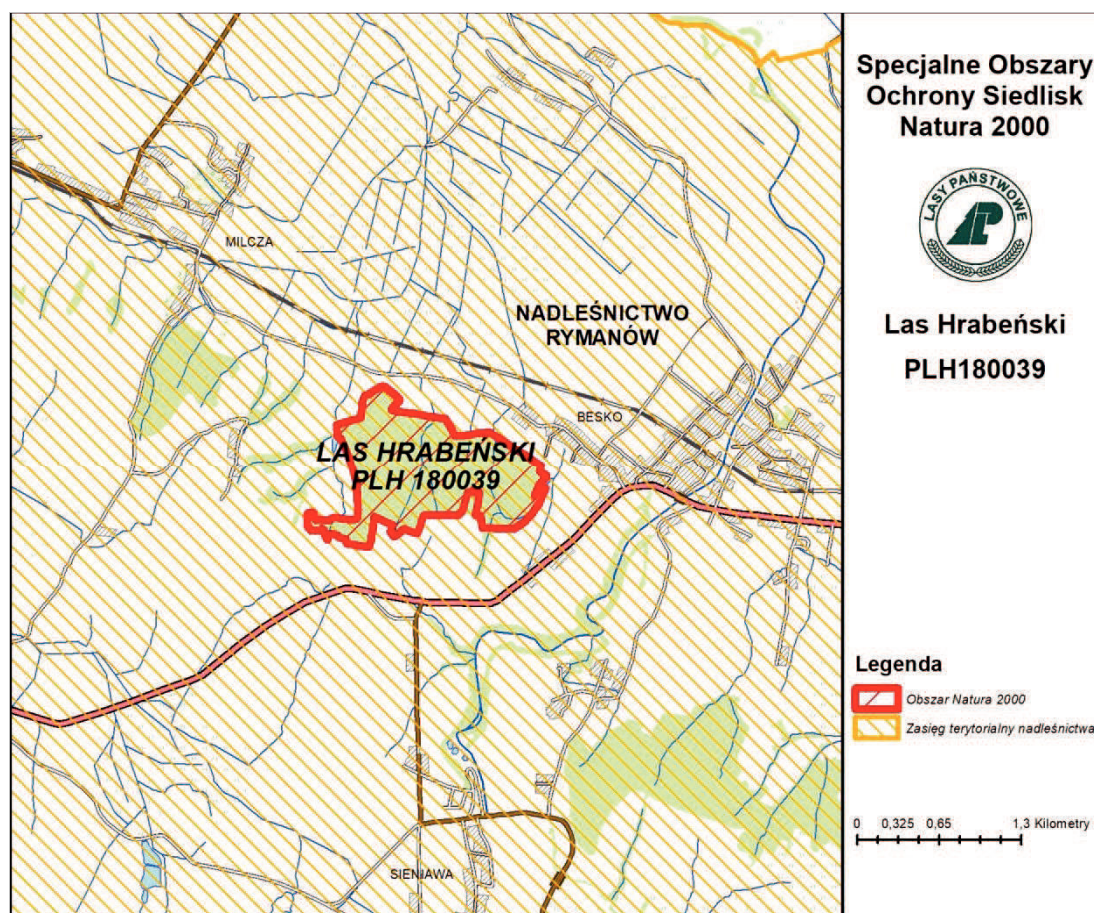 MILCZA
NADLEŚNICTWO
RYMANÓW
BESKO
LAS HRABEŃSKI
PLH 180039
SIENIAWA
Specjalne Obszary
Ochrony Siedlisk
Natura 2000
LASY PAŃSTWOWE
Las Hrabeński
PLH180039
Legenda
Obszar Natura 2000
Zasięg terytorialny nadleśnictwa
0 0,325 0,65 1,3 Kilometry